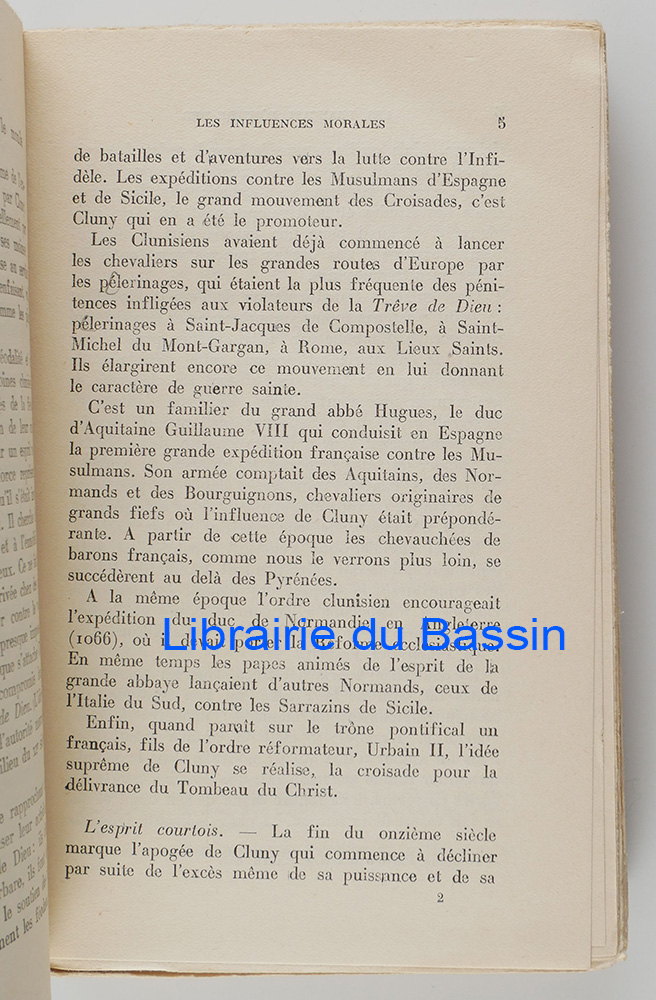 LES INFLUENCES MORALES 5
de batailles et d'aventures vers la lutte contre l'Infi-
dèle. Les expéditions contre les Musulmans d'Espagne
et de Sicile, le grand mouvement des Croisades, c'est
Cluny qui en a été le promoteur.
Les Clunisiens avaient déjà commencé à lancer
les chevaliers sur les grandes routes d'Europe par
les pélerinages, qui étaient la plus fréquente des péni-
tences infligées aux violateurs de la Trêve de Dieu :
pélerinages à Saint-Jacques de Compostelle, à Saint-
Michel du Mont-Gargan, à Rome, aux Lieux Saints.
Ils élargirent encore ce mouvement en lui donnant
le caractère de guerre sainte.
C'est un familier du grand abbé Hugues, le duc
d'Aquitaine Guillaume VIII qui conduisit en Espagne
la première grande expédition française contre les Mu-
sulmans. Son armée comptait des Aquitains, des Nor-
mands et des Bourguignons, chevaliers originaires de
grands fiefs où l'influence de Cluny était prépondé-
rante. A partir de cette époque les chevauchées de
barons français, comme nous le verrons plus loin, se
succédèrent au delà des Pyrénées.
A la même époque l'ordre clunisien encourageait
l'expédition du duc de Normandie en Angleterre
(1066), où il devait porter la Réforme ecclésiastique.
Librairie du Bassin
En même temps les papes animés de l'esprit de la
grande abbaye lançaient d'autres Normands, ceux de
l'Italie du Sud, contre les Sarrazins de Sicile.
Enfin, quand paraît sur le trône pontifical un
français, fils de l'ordre réformateur, Urbain II, l'idée
suprême de Cluny se réalise, la croisade pour la
délivrance du Tombeau du Christ.
L'esprit courtois. — La fin du onzième siècle
marque l'apogée de Cluny qui commence à décliner
par suite de l'excès même de sa puissance et de sa
2